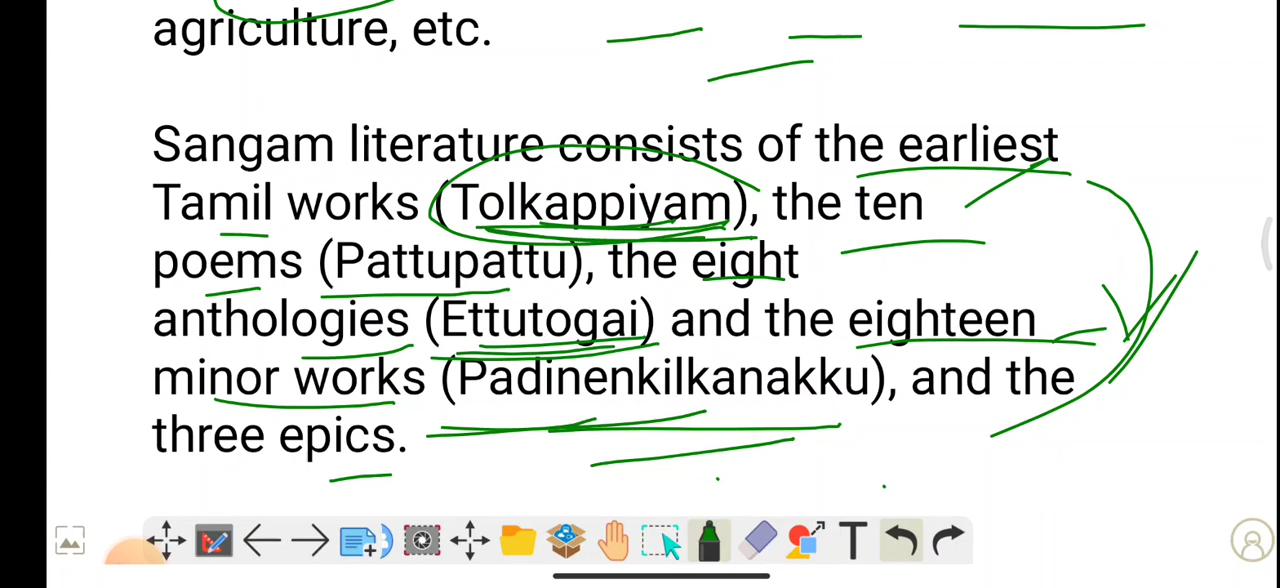 agriculture, etc.
Sangam literature consists of the earliest
Tamil works (Tolkappiyam), the ten
poems (Pattupattu), the eight
anthologies (Ettutogai) and the eighteen
minor works (Padinenkilkanakku), and the
three epics.
T